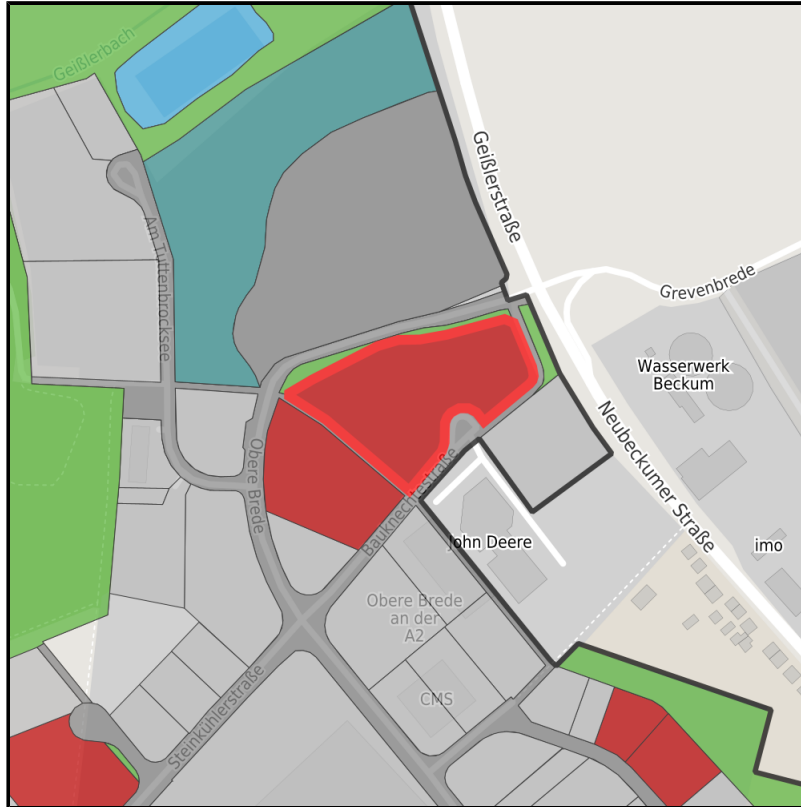 Geißlerbach
Geißlerstraße
Am Tuttenbrocksee
Grevenbrede
Wasserwerk
Beckum
Obere Brede
Bauknechtstraße
Neubeckumer Straße
John Deere
imo
Obere Brede
an der
A2
CMS
Steinkühlerstraße